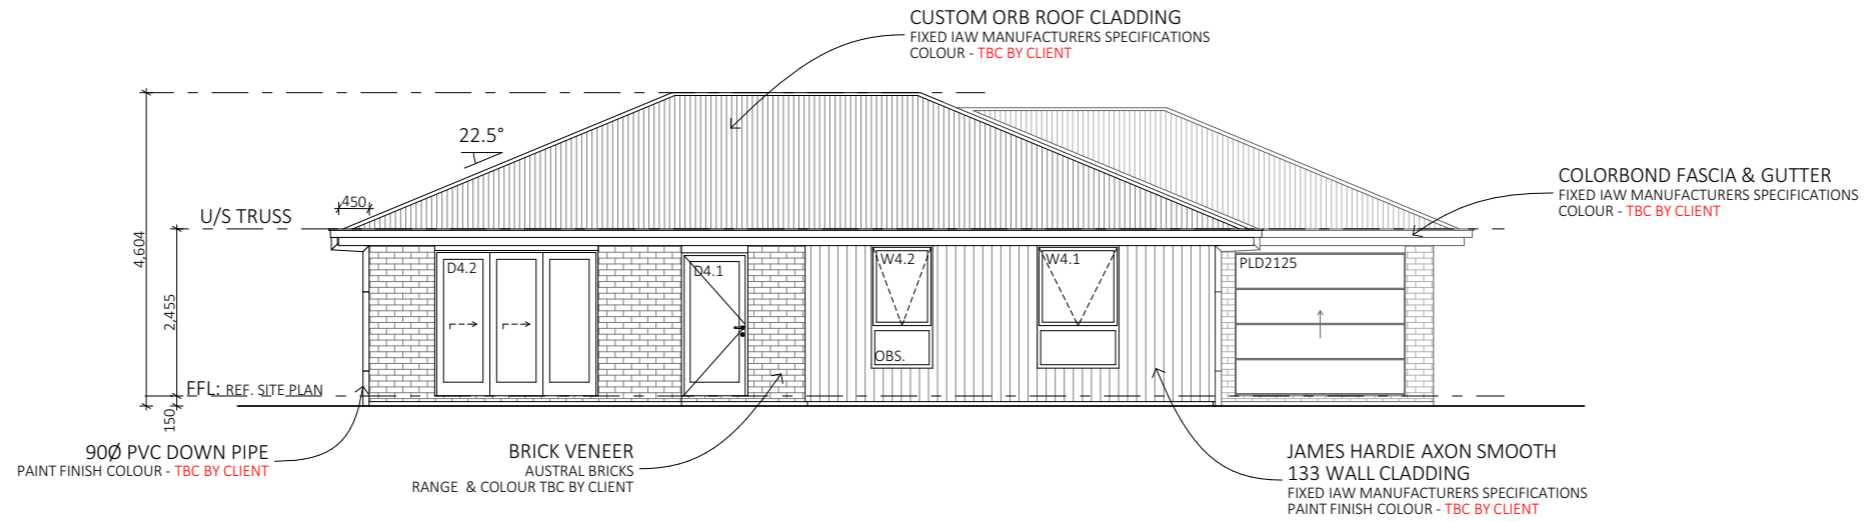 CUSTOM ORB ROOF CLADDING
FIXED IAW MANUFACTURERS SPECIFICATIONS
COLOUR - TBC BY CLIENT
22.5°
COLORBOND FASCIA & GUTTER
FIXED IAW MANUFACTURERS SPECIFICATIONS
COLOUR - TBC BY CLIENT
450
U/S TRUSS
4,604
2,455
150
D4.2
D4.1
W4.2
W4.1
PLD2125
OBS.
FFL: REF. SITE PLAN
90Ø PVC DOWN PIPE
PAINT FINISH COLOUR - TBC BY CLIENT
BRICK VENEER
AUSTRAL BRICKS
RANGE & COLOUR TBC BY CLIENT
JAMES HARDIE AXON SMOOTH
133 WALL CLADDING
FIXED IAW MANUFACTURERS SPECIFICATIONS
PAINT FINISH COLOUR - TBC BY CLIENT